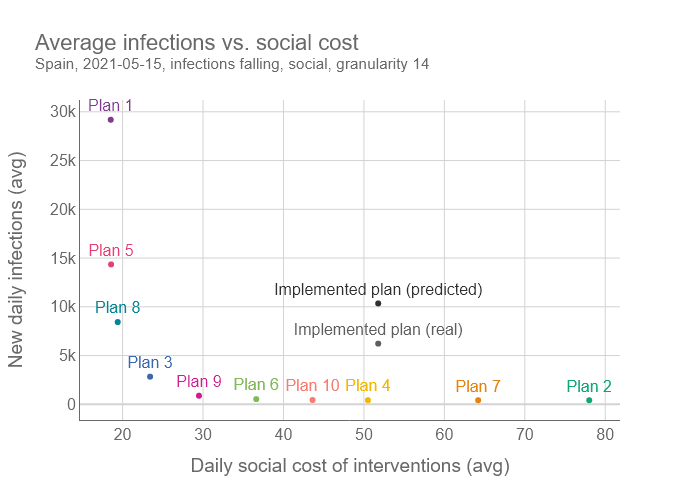 Average infections vs. social cost
Spain, 2021-05-15, infections falling, social, granularity 14
New daily infections (avg)
30k
25k
20k
15k
10k
5k
0
Plan 1
Plan 5
Plan 8
Plan 3
Plan 9
Plan 6
Plan 10
Plan 4
Plan 7
Plan 2
Implemented plan (predicted)
Implemented plan (real)
20 30 40 50 60 70 80
Daily social cost of interventions (avg)